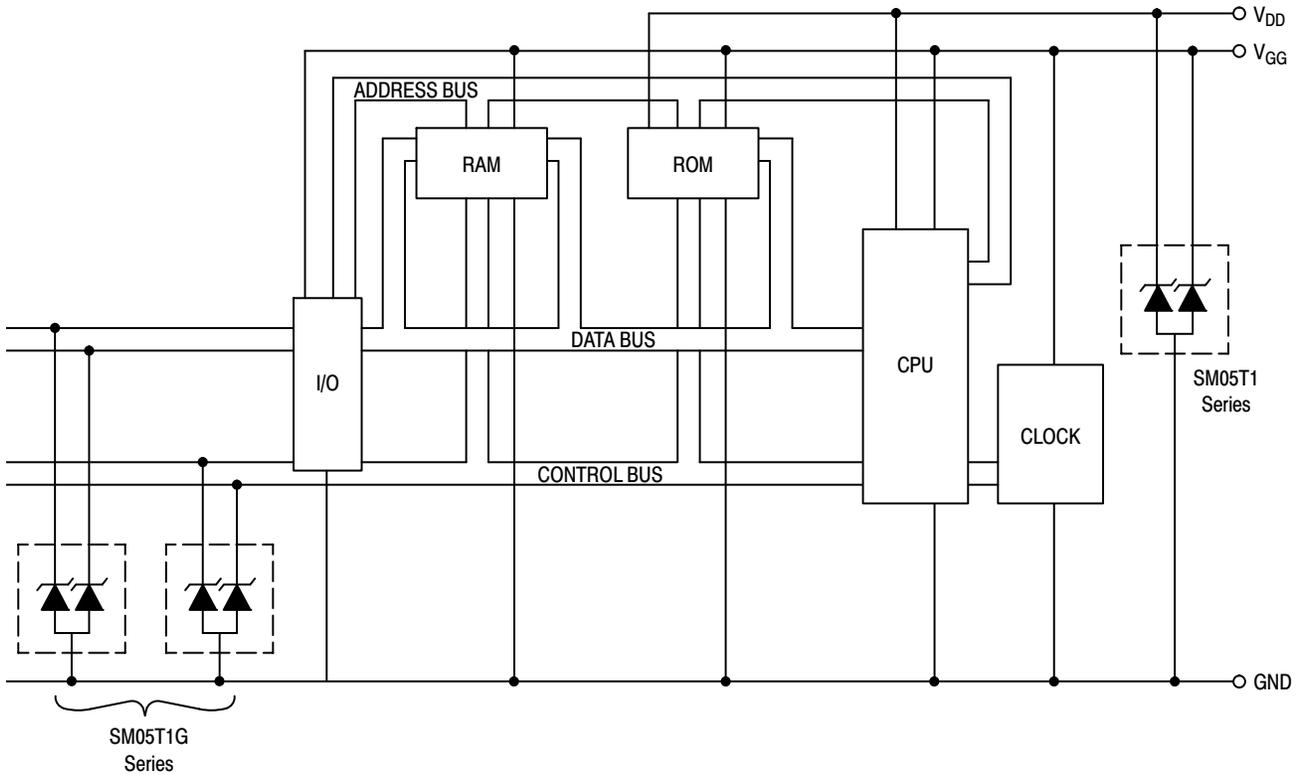 VDD
VGG
ADDRESS BUS
RAM
ROM
DATA BUS
CPU
I/O
SM05T1
Series
CLOCK
CONTROL BUS
GND
SM05T1G
Series